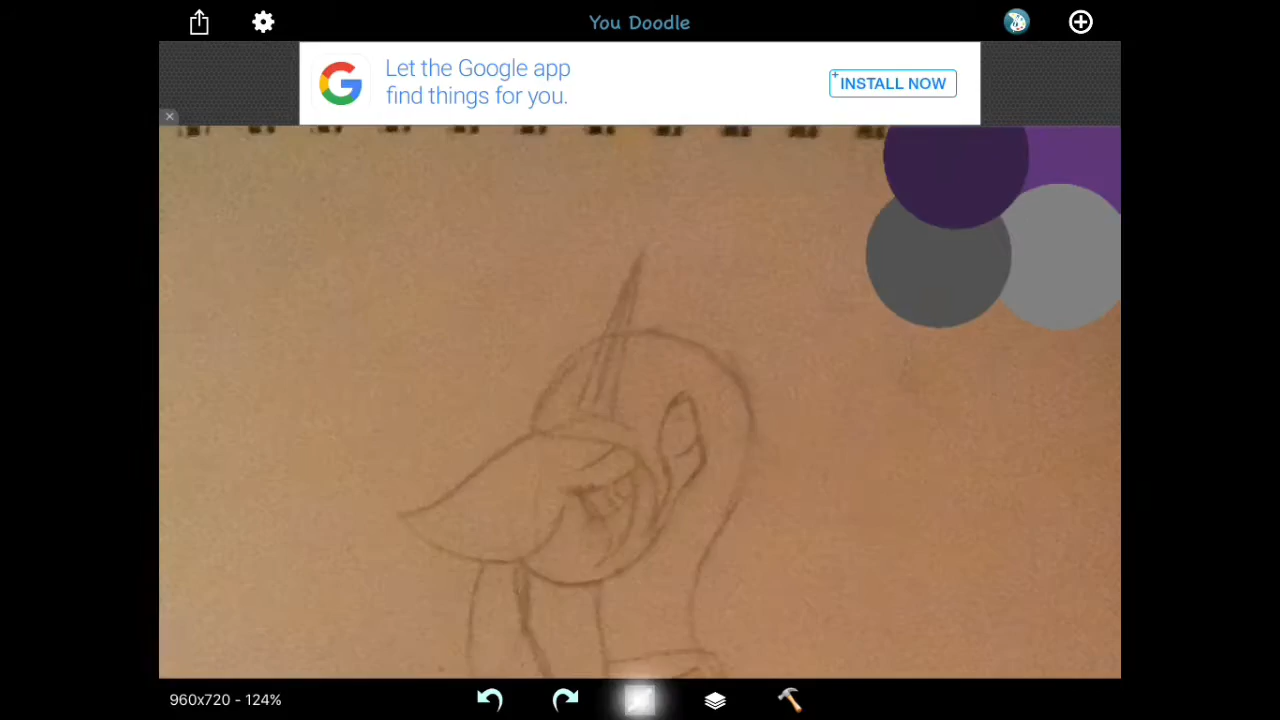 You Doodle
Let the Google app
find things for you.
INSTALL NOW
960x720 - 124%